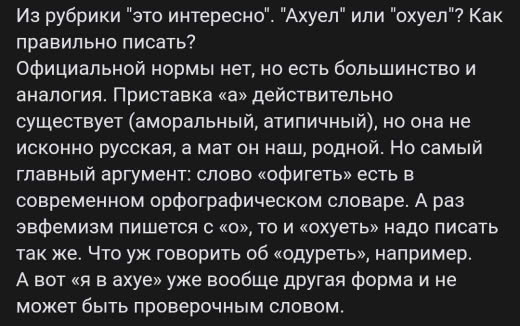 Из рубрики "это интересно". "Ахуел" или "охуел"? Как
правильно писать?
Официальной нормы нет, но есть большинство и
аналогия. Приставка «а» действительно
существует (аморальный, атипичный), но она не
исконно русская, а мат он наш, родной. Но самый
главный аргумент: слово «офигеть» есть в
современном орфографическом словаре. А раз
эвфемизм пишется с «о», то и «охуеть» надо писать
так же. Что уж говорить об «одуреть», например.
А вот «я в ахуе» уже вообще другая форма и не
может быть проверочным словом.